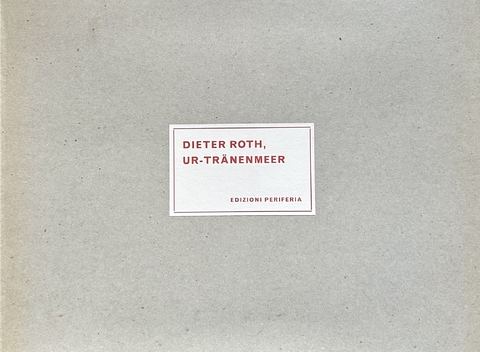 DIETER ROTH,
UR-TRÄNENMEER
EDIZIONI PERIFERIA